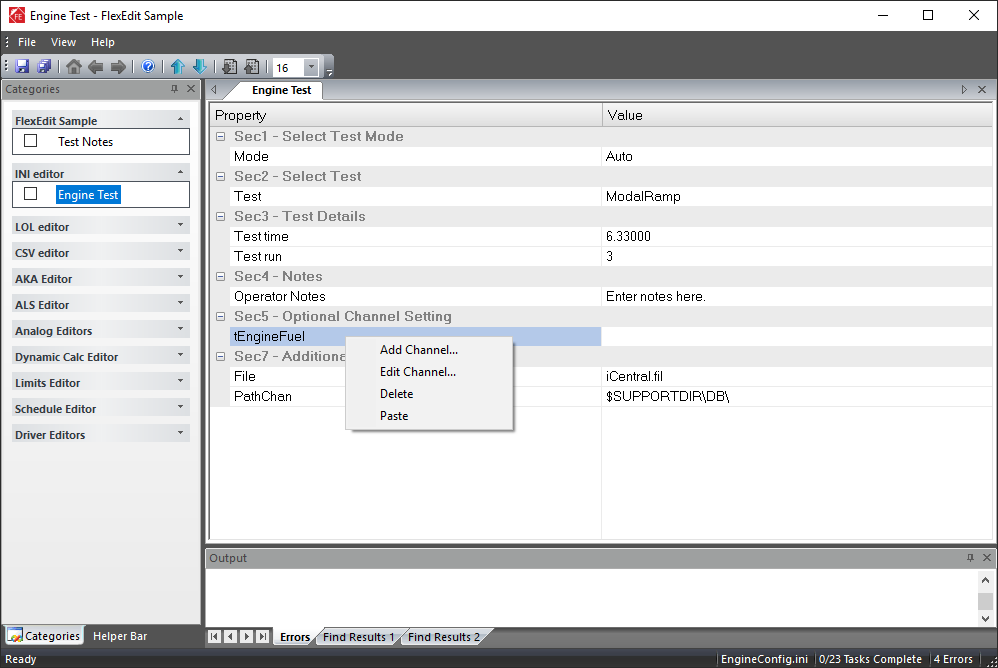 Engine Test - FlexEdit Sample
File View Help
16
Categories
FlexEdit Sample
Test Notes
INI editor
Engine Test
LOL editor
CSV editor
AKA Editor
ALS Editor
Analog Editors
Dynamic Calc Editor
Limits Editor
Schedule Editor
Driver Editors
Categories Helper Bar
Engine Test
Property Value
Sec1 - Select Test Mode
Mode Auto
Sec2 - Select Test
Test ModalRamp
Sec3 - Test Details
Test time 6.33000
Test run 3
Sec4 - Notes
Operator Notes Enter notes here.
Sec5 - Optional Channel Setting
tEngineFuel
Sec7 - Additiona
File iCentral.fil
PathChan $SUPPORTDIR\DB\
Add Channel...
Edit Channel...
Delete
Paste
Output
Errors Find Results 1 Find Results 2
Ready EngineConfig.ini 0/23 Tasks Complete 4 Errors